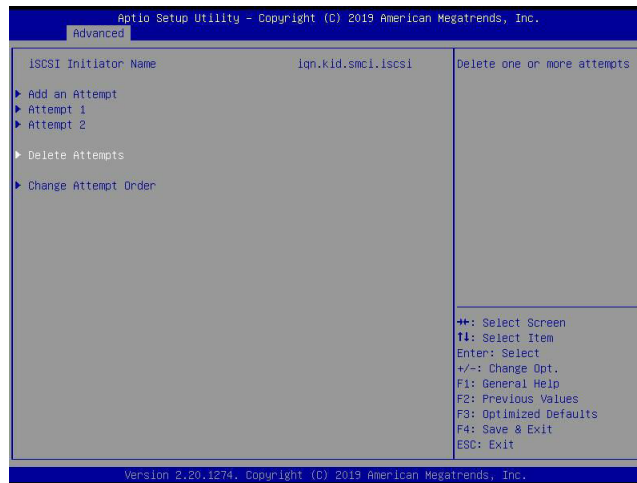 Aptio Setup Utility – Copyright (C) 2019 American Megatrends, Inc.
Advanced
iSCSI Initiator Name iqn.kid.smci.iscsi
Add an Attempt
Attempt 1
Attempt 2
Delete Attempts
Change Attempt Order
Delete one or more attempts
→←: Select Screen
↑↓: Select Item
Enter: Select
+/-: Change Opt.
F1: General Help
F2: Previous Values
F3: Optimized Defaults
F4: Save & Exit
ESC: Exit
Version 2.20.1274. Copyright (C) 2019 American Megatrends, Inc.